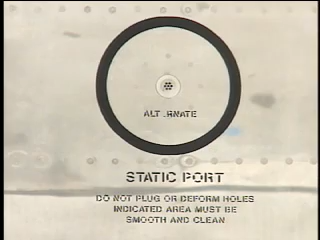 ALT .RNATE
STATIC PORT
DO NOT PLUG OR DEFORM HOLES
INDICATED AREA MUST BE
SMOOTH AND CLEAN